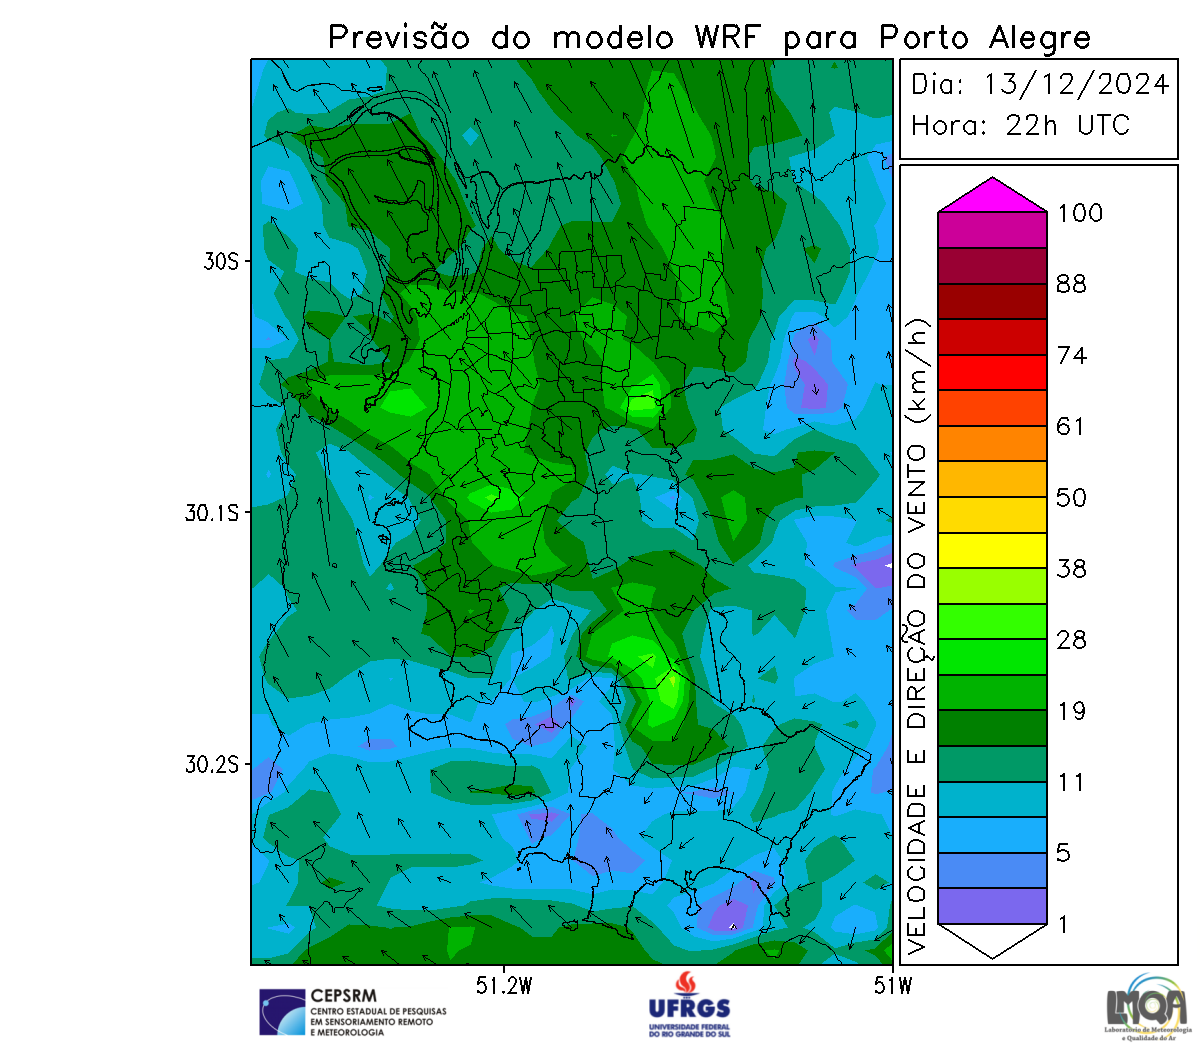 Previsão do modelo WRF para Porto Alegre
Dia: 13/12/2024
Hora: 22h UTC
VELOCIDADE E DIREÇÃO DO VENTO (km/h)
100
88
74
61
50
38
28
19
11
5
1
30S
30.1S
30.2S
51.2W
51W
CEPSRM
CENTRO ESTADUAL DE PESQUISAS
EM SENSORIAMENTO REMOTO
E METEOROLOGIA
UFRGS
UNIVERSIDADE FEDERAL
DO RIO GRANDE DO SUL
LMQA
Laboratório de Meteorologia
e Qualidade do Ar